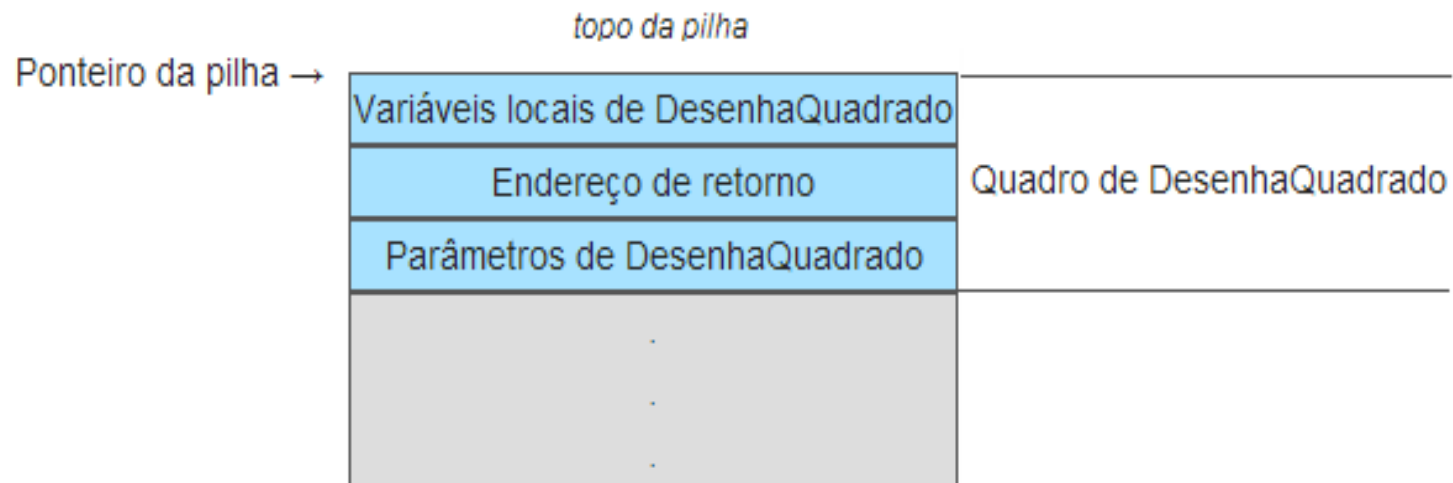 topo da pilha
Ponteiro da pilha →
Variáveis locais de DesenhaQuadrado
Endereço de retorno
Quadro de DesenhaQuadrado
Parâmetros de DesenhaQuadrado
.
.
.